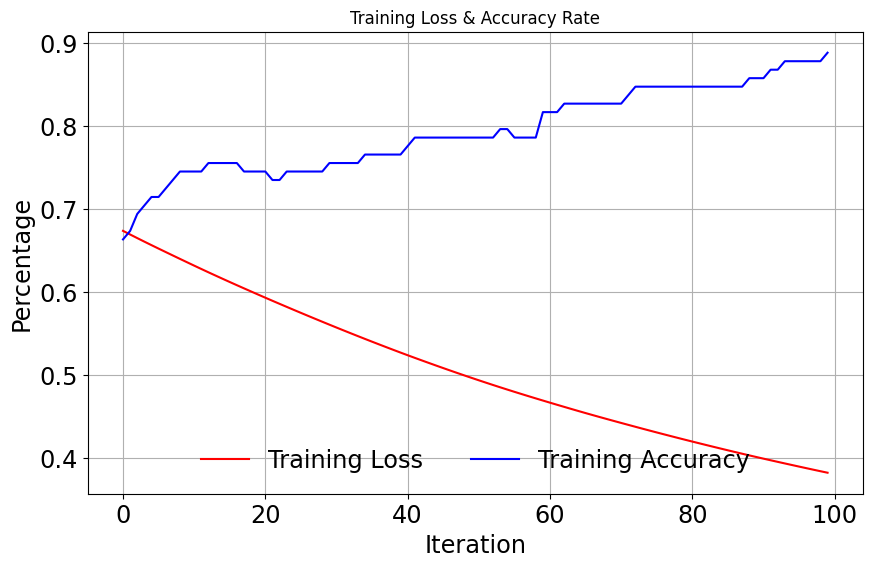 Training Loss & Accuracy Rate
0.9
0.8
0.7
0.6
0.5
0.4
Percentage
Training Loss Training Accuracy
0 20 40 60 80 100
Iteration